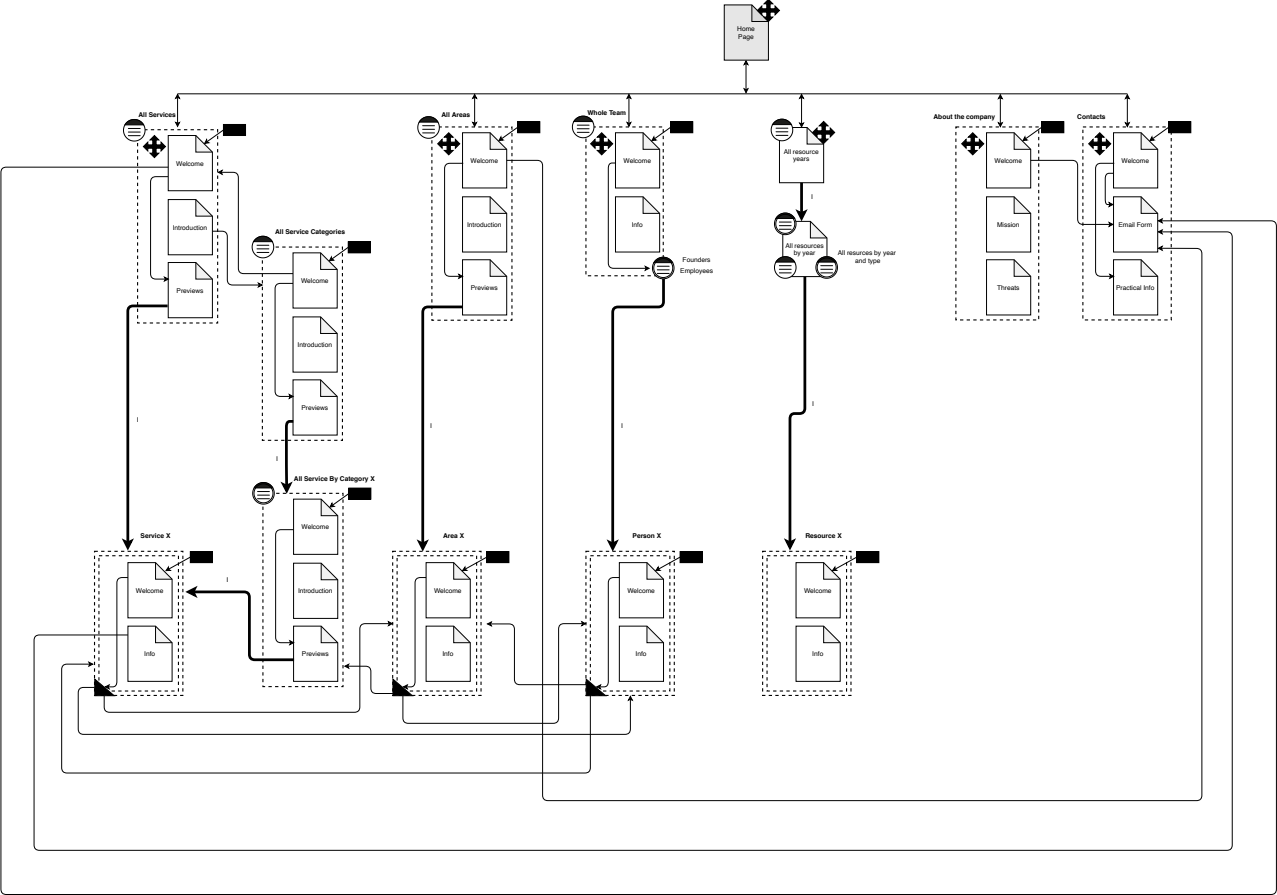 Home
Page
All Services
All Areas
Whole Team
About the company
Contacts
Welcome
Introduction
Previews
Welcome
Introduction
Previews
Welcome
Info
Founders
Employees
All resource
years
I
All resources
by year
All resurces by year
and type
Welcome
Mission
Threats
Welcome
Email Form
Practical Info
All Service Categories
Welcome
Introduction
Previews
I
I
I
I
I
All Service By Category X
Welcome
Introduction
Previews
I
Service X
Welcome
Info
Area X
Welcome
Info
Person X
Welcome
Info
Resource X
Welcome
Info